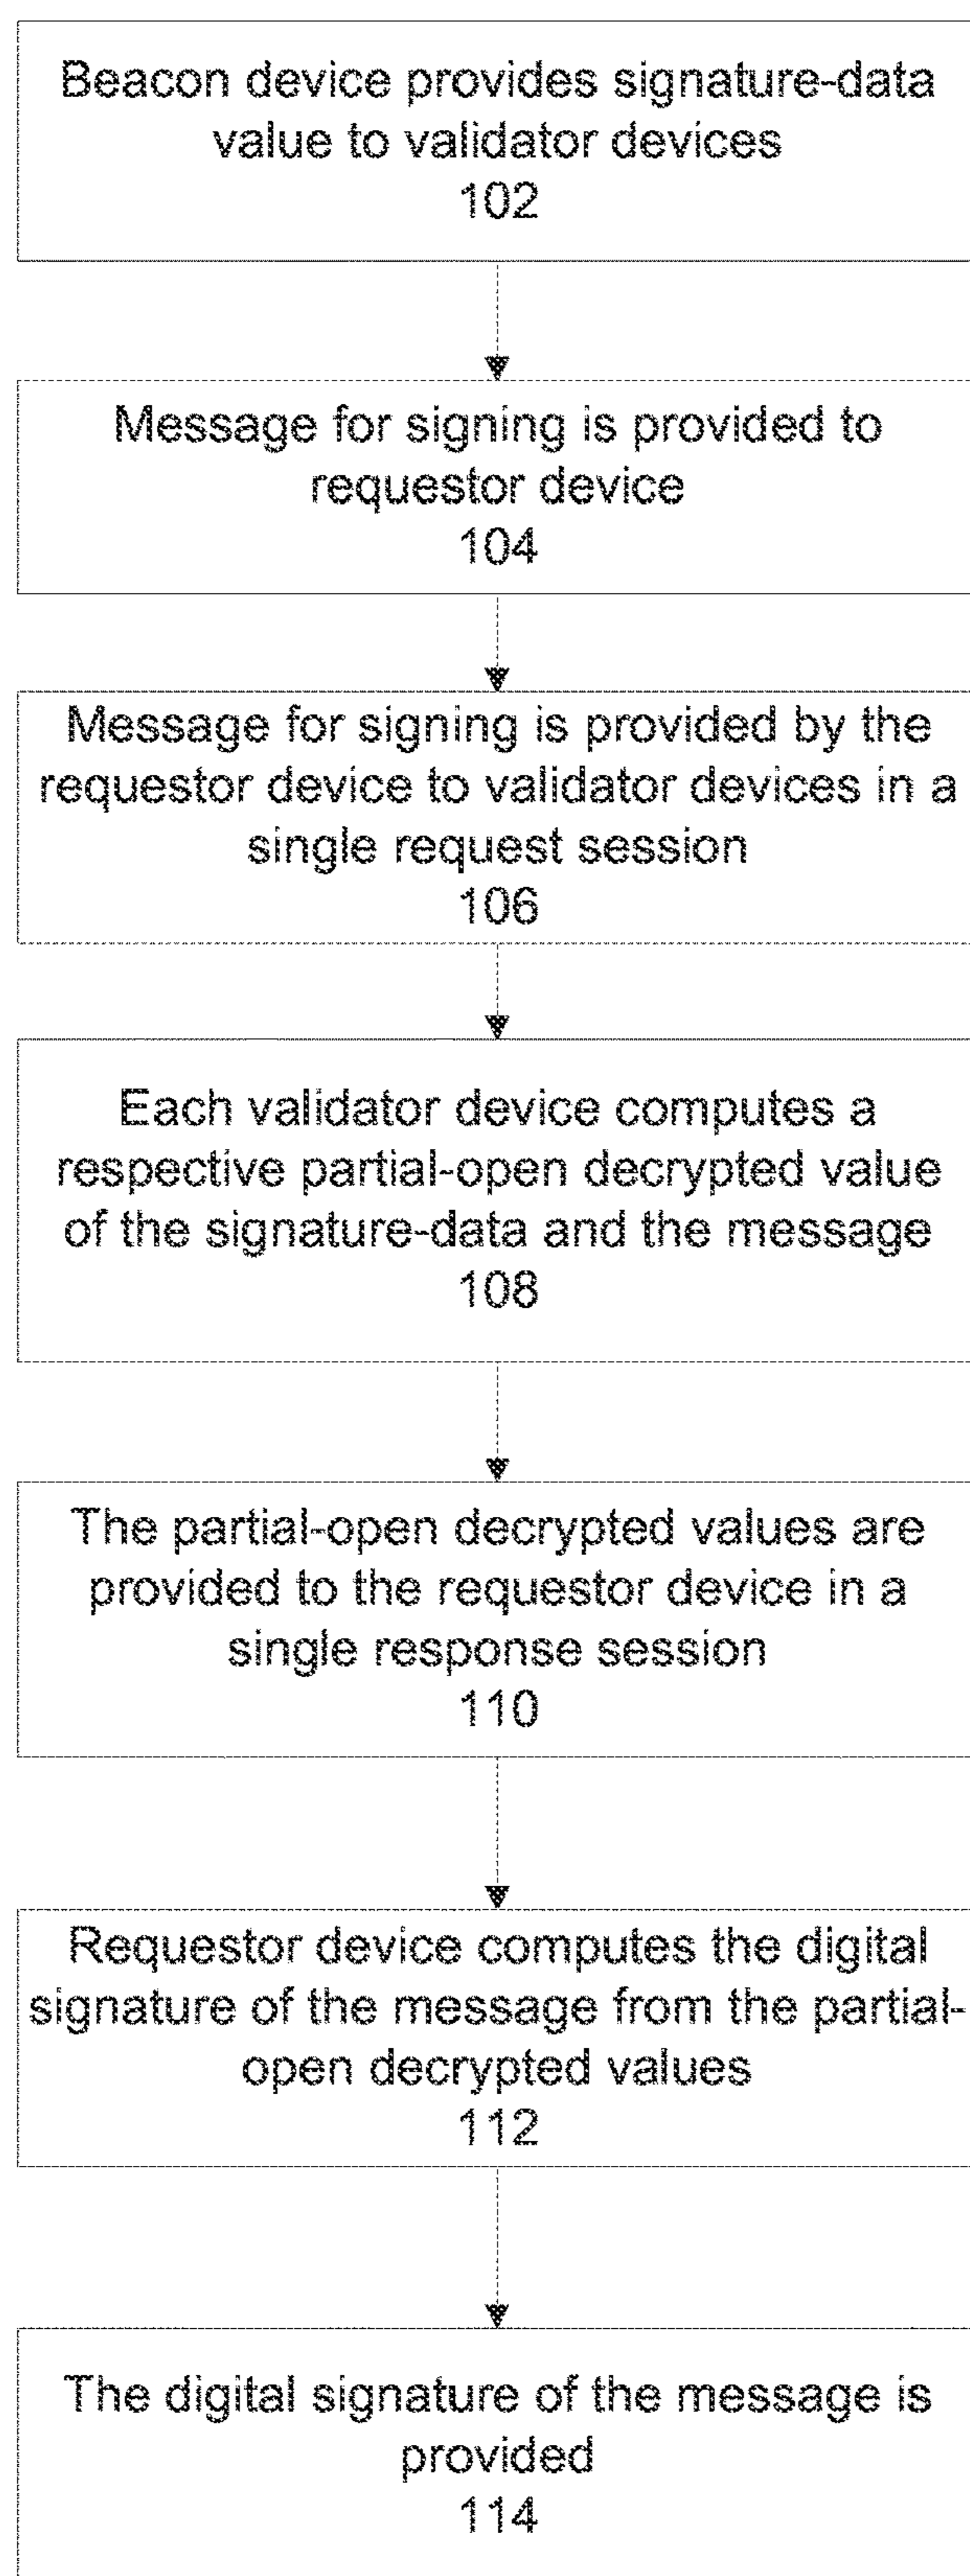 Beacon device provides signature-data
value to validator devices
102
Message for signing is provided to
requestor device
104
Message for signing is provided by the
requestor device to validator devices in a
single request session
106
Each validator device computes a
respective partial-open decrypted value
of the signature-data and the message
108
The partial-open decrypted values are
provided to the requestor device in a
single response session
110
Requestor device computes the digital
signature of the message from the partial-
open decrypted values
112
The digital signature of the message is
provided
114